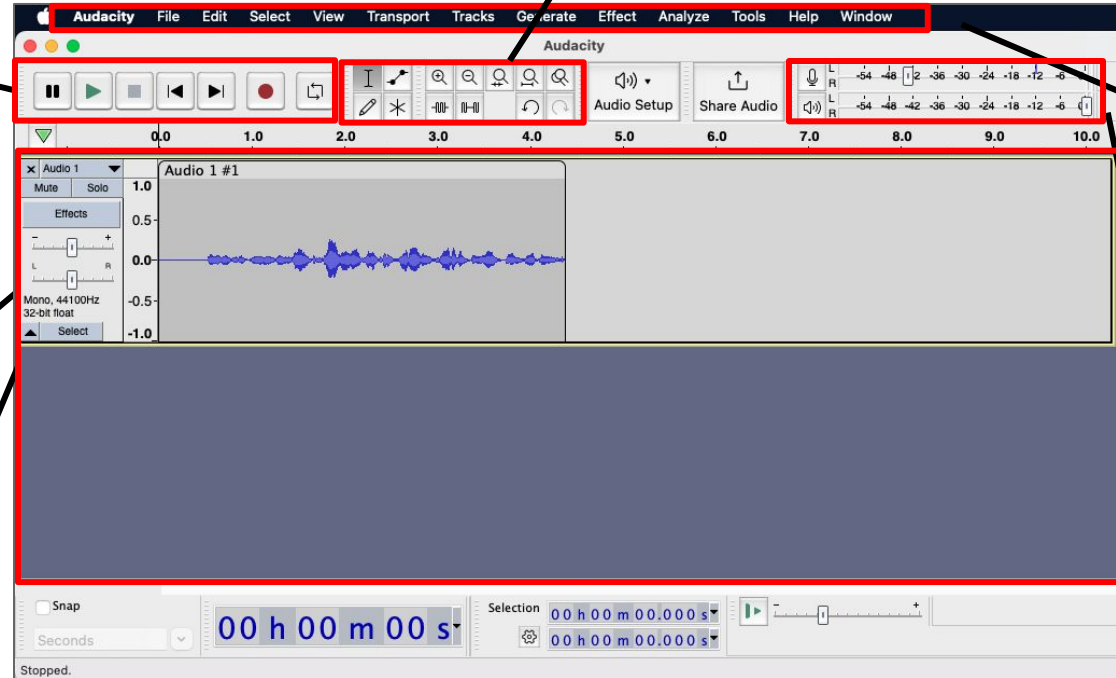 Audacity File Edit Select View Transport Tracks Generate Effect Analyze Tools Help Window
Audacity
Audio Setup
Share Audio
L
R
-54 -48 2 -36 -30 -24 -18 -12 -6
L
R
-54 -48 -42 -36 -30 -24 -18 -12 -6
0.0 1.0 2.0 3.0 4.0 5.0 6.0 7.0 8.0 9.0 10.0
Audio 1
Mute Solo
Effects
- +
L R
Mono, 44100Hz
32-bit float
Select
1.0
0.5
0.0
-0.5
-1.0
Audio 1 #1
Snap
Seconds
00 h 00 m 00 s
Selection
00 h 00 m 00.000 s
00 h 00 m 00.000 s
- +
Stopped.